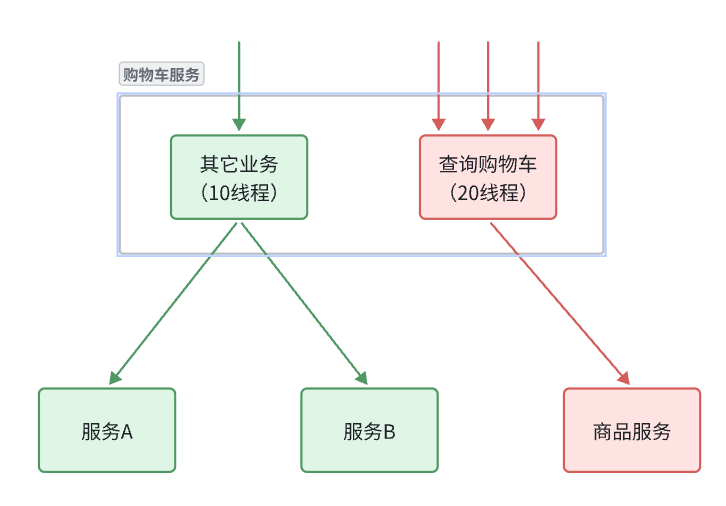 购物车服务
其它业务
（10线程）
查询购物车
（20线程）
服务A
服务B
商品服务